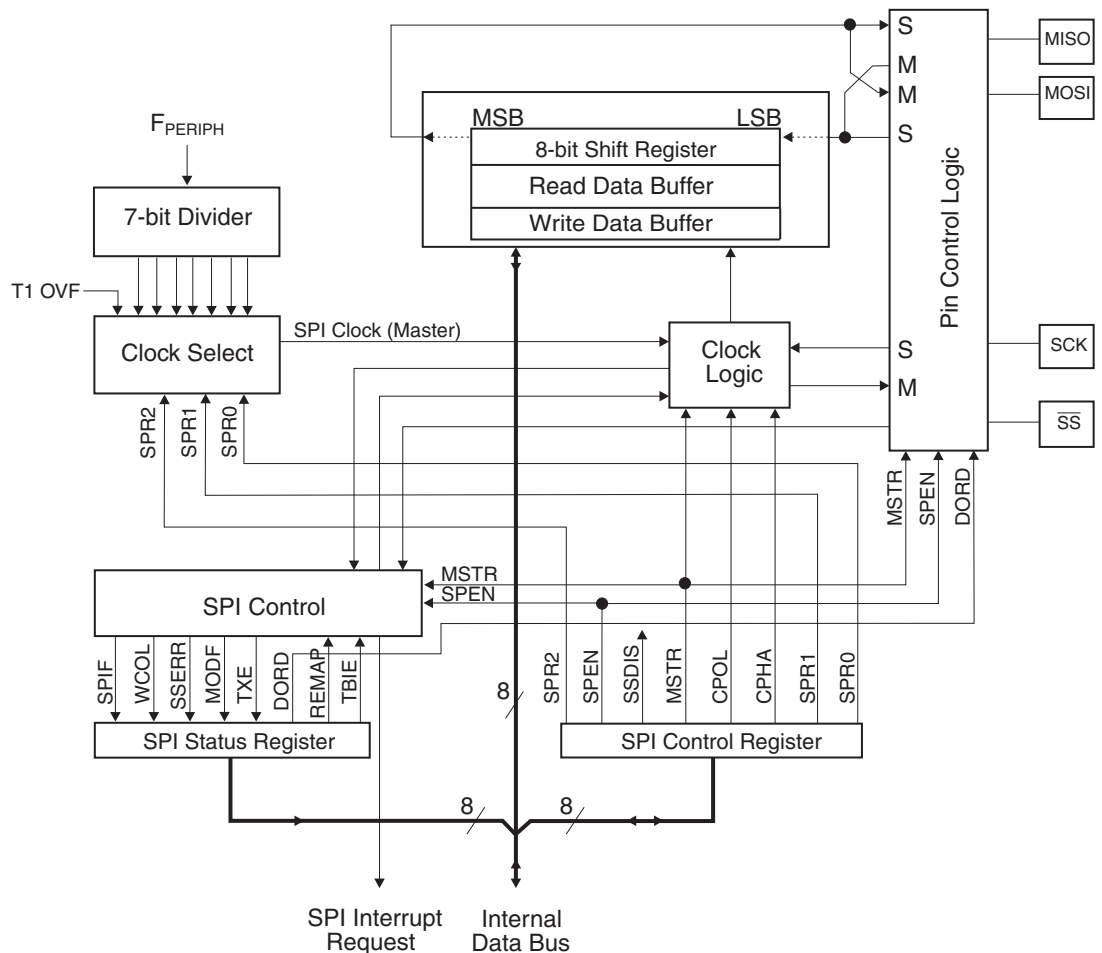 S
MISO
M
M
MOSI
MSB
LSB
S
F_PERIPH
8-bit Shift Register
Read Data Buffer
7-bit Divider
Write Data Buffer
Pin Control Logic
T1 OVF
SPI Clock (Master)
Clock Select
Clock
Logic
S
SCK
M
SPR2
SPR1
SPR0
SS
MSTR
SPEN
DORD
MSTR
SPEN
SPI Control
SPIF
WCOL
SSERR
MODF
TXE
DORD
REMAP
TBIE
8
SPR2
SPEN
SSDIS
MSTR
CPOL
CPHA
SPR1
SPR0
SPI Status Register
SPI Control Register
8
8
SPI Interrupt
Request
Internal
Data Bus